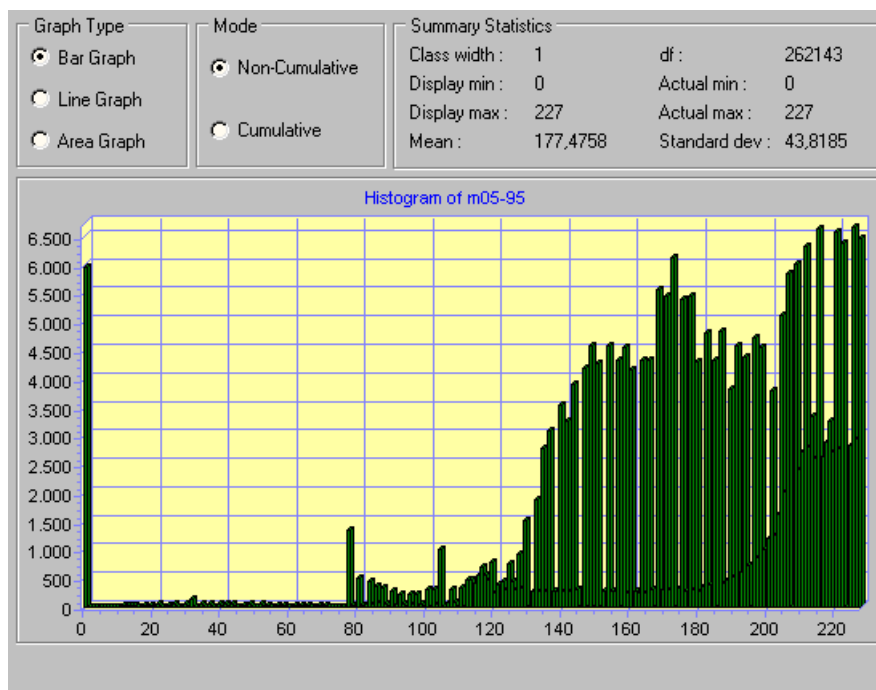 Graph Type
Bar Graph
Line Graph
Area Graph
Mode
Non-Cumulative
Cumulative
Summary Statistics
Class width : 1 df : 262143
Display min : 0 Actual min : 0
Display max : 227 Actual max : 227
Mean : 177,4758 Standard dev : 43,8185
Histogram of m05-95
6.500
6.000
5.500
5.000
4.500
4.000
3.500
3.000
2.500
2.000
1.500
1.000
500
0
0 20 40 60 80 100 120 140 160 180 200 220